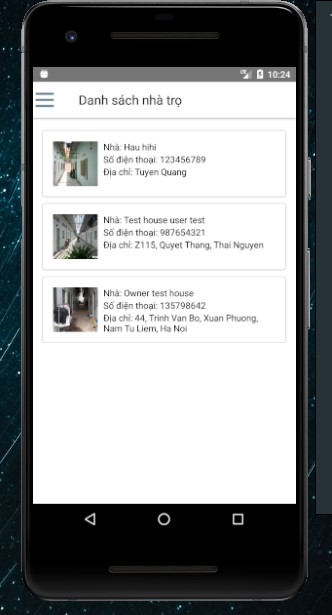 10:24
Danh sách nhà trọ
Nhà: Hau hihi
Số điện thoại: 123456789
Địa chỉ: Tuyen Quang
Nhà: Test house user test
Số điện thoại: 987654321
Địa chỉ: Z115, Quyet Thang, Thai Nguyen
Nhà: Owner test house
Số điện thoại: 135798642
Địa chỉ: 44, Trinh Van Bo, Xuan Phuong,
Nam Tu Liem, Ha Noi